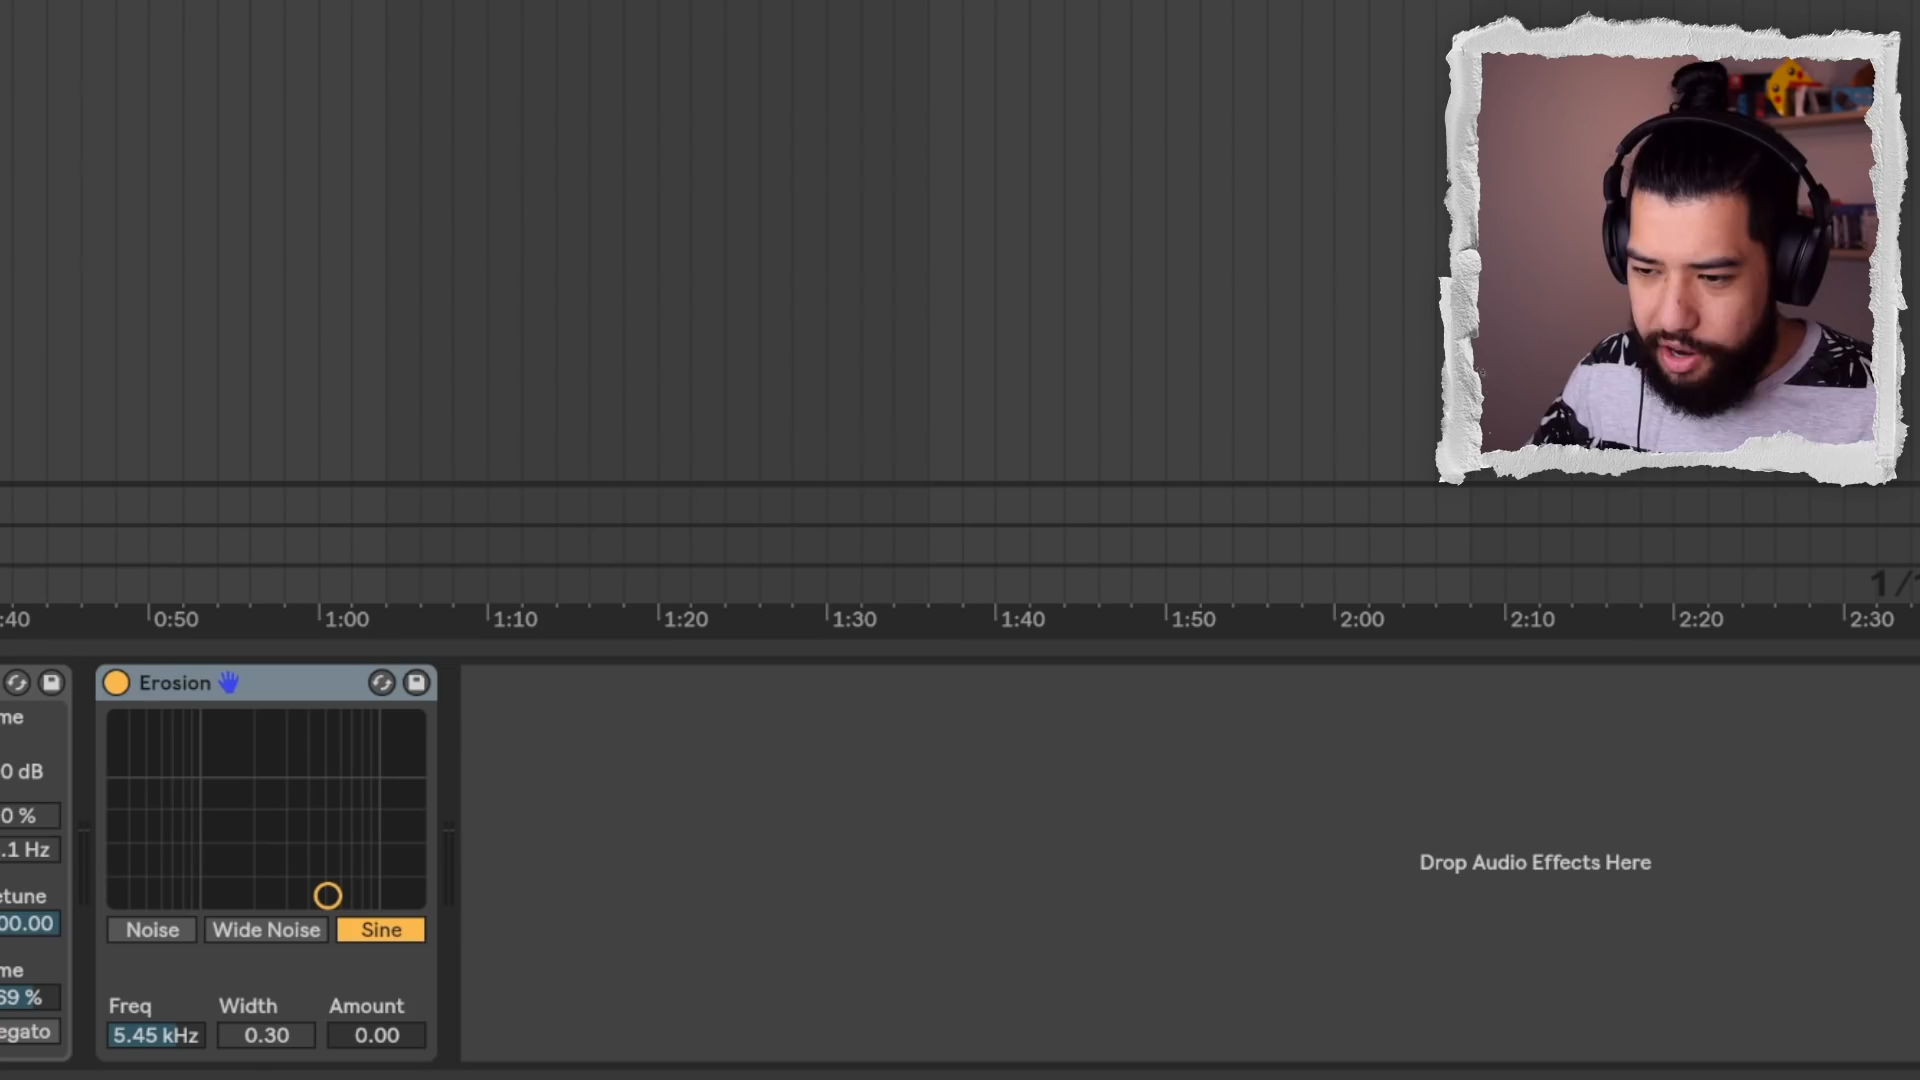 :40 0:50 1:00 1:10 1:20 1:30 1:40 1:50 2:00 2:10 2:20 2:30
1/
Erosion
me
0 dB
0 %
.1 Hz
etune
00.00
me
69 %
egato
Noise Wide Noise Sine
Freq Width Amount
5.45 kHz 0.30 0.00
Drop Audio Effects Here